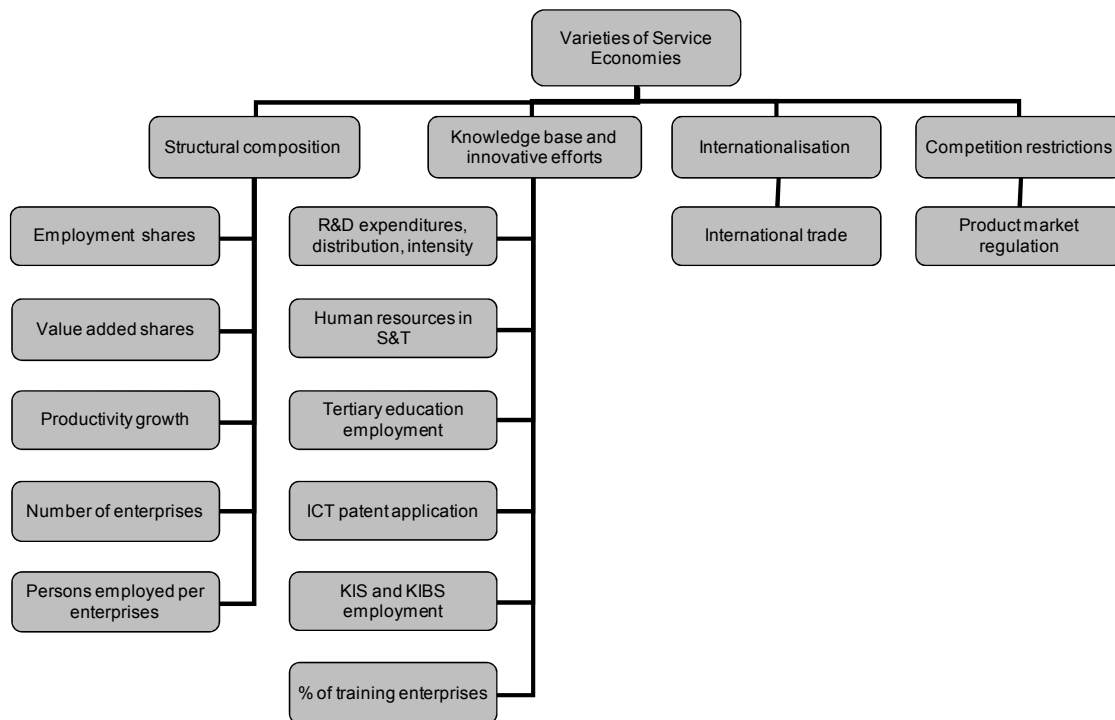 Varieties of Service
Economies
Structural composition
Knowledge base and
innovative efforts
Internationalisation
Competition restrictions
Employment shares
R&D expenditures,
distribution, intensity
International trade
Product market
regulation
Value added shares
Human resources in
S&T
Productivity growth
Tertiary education
employment
Number of enterprises
ICT patent application
Persons employed per
enterprises
KIS and KIBS
employment
% of training enterprises